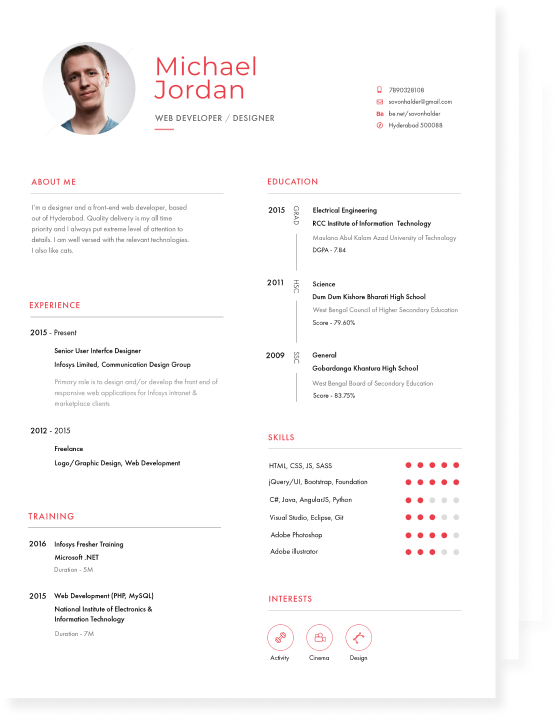 Michael
Jordan
WEB DEVELOPER / DESIGNER
7890328108
sovonhalder@gmail.com
be.net/sovonhalder
Hyderabad 500088
ABOUT ME
I'm a designer and a front-end web developer, based
out of Hyderabad. Quality delivery is my all time
priority and I always put extreme level of attention to
details. I am well versed with the relevant technologies.
I also like cats.
EXPERIENCE
2015 - Present
Senior User Interfce Designer
Infosys Limited, Communication Design Group
Primary role is to design and/or develop the front end of
responsive web applications for Infosys intranet &
marketplace clients
2012 - 2015
Freelance
Logo/Graphic Design, Web Development
TRAINING
2016 Infosys Fresher Training
Microsoft .NET
Duration - 5M
2015 Web Development (PHP, MySQL)
National Institute of Electronics &
Information Technology
Duration - 7M
EDUCATION
2015 GRAD Electrical Engineering
RCC Institute of Information Technology
Maulana Abul Kalam Azad University of Technology
DGPA - 7.84
2011 HSC Science
Dum Dum Kishore Bharati High School
West Bengal Council of Higher Secondary Education
Score - 79.60%
2009 SSC General
Gobardanga Khantura High School
West Bengal Board of Secondary Education
Score - 83.75%
SKILLS
HTML, CSS, JS, SASS
jQuery/UI, Bootstrap, Foundation
C#, Java, AngularJS, Python
Visual Studio, Eclipse, Git
Adobe Photoshop
Adobe illustrator
INTERESTS
Activity Cinema Design